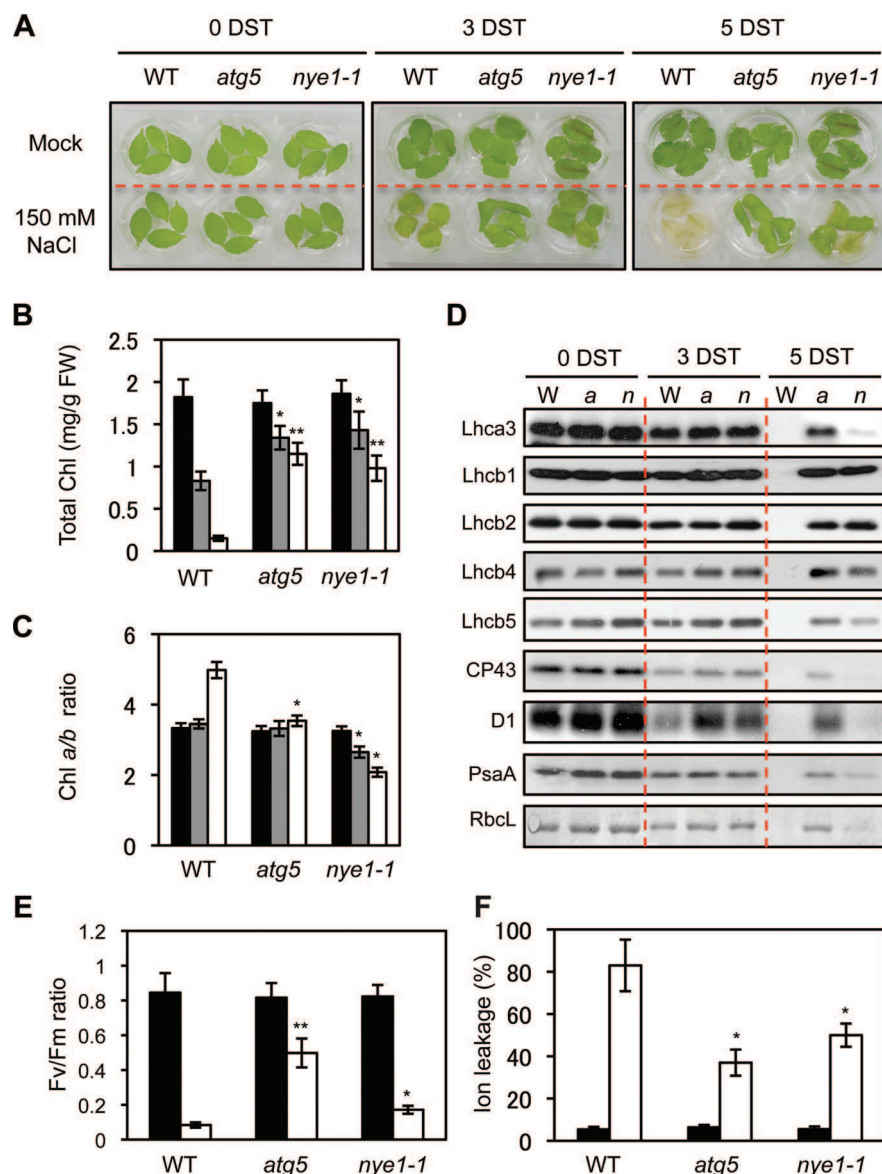 A
0 DST 3 DST 5 DST
WT atg5 nye1-1 WT atg5 nye1-1 WT atg5 nye1-1
Mock
150 mM
NaCl
B
Total Chl (mg/g FW)
2.5
2
1.5
1
0.5
0
* ** * **
WT atg5 nye1-1
C
Chl a/b ratio
6
4
2
0
* * *
WT atg5 nye1-1
D
0 DST 3 DST 5 DST
W a n W a n W a n
Lhca3
Lhcb1
Lhcb2
Lhcb4
Lhcb5
CP43
D1
PsaA
RbcL
E
Fv/Fm ratio
1.2
1
0.8
0.6
0.4
0.2
0
** *
WT atg5 nye1-1
F
Ion leakage (%)
100
80
60
40
20
0
* *
WT atg5 nye1-1